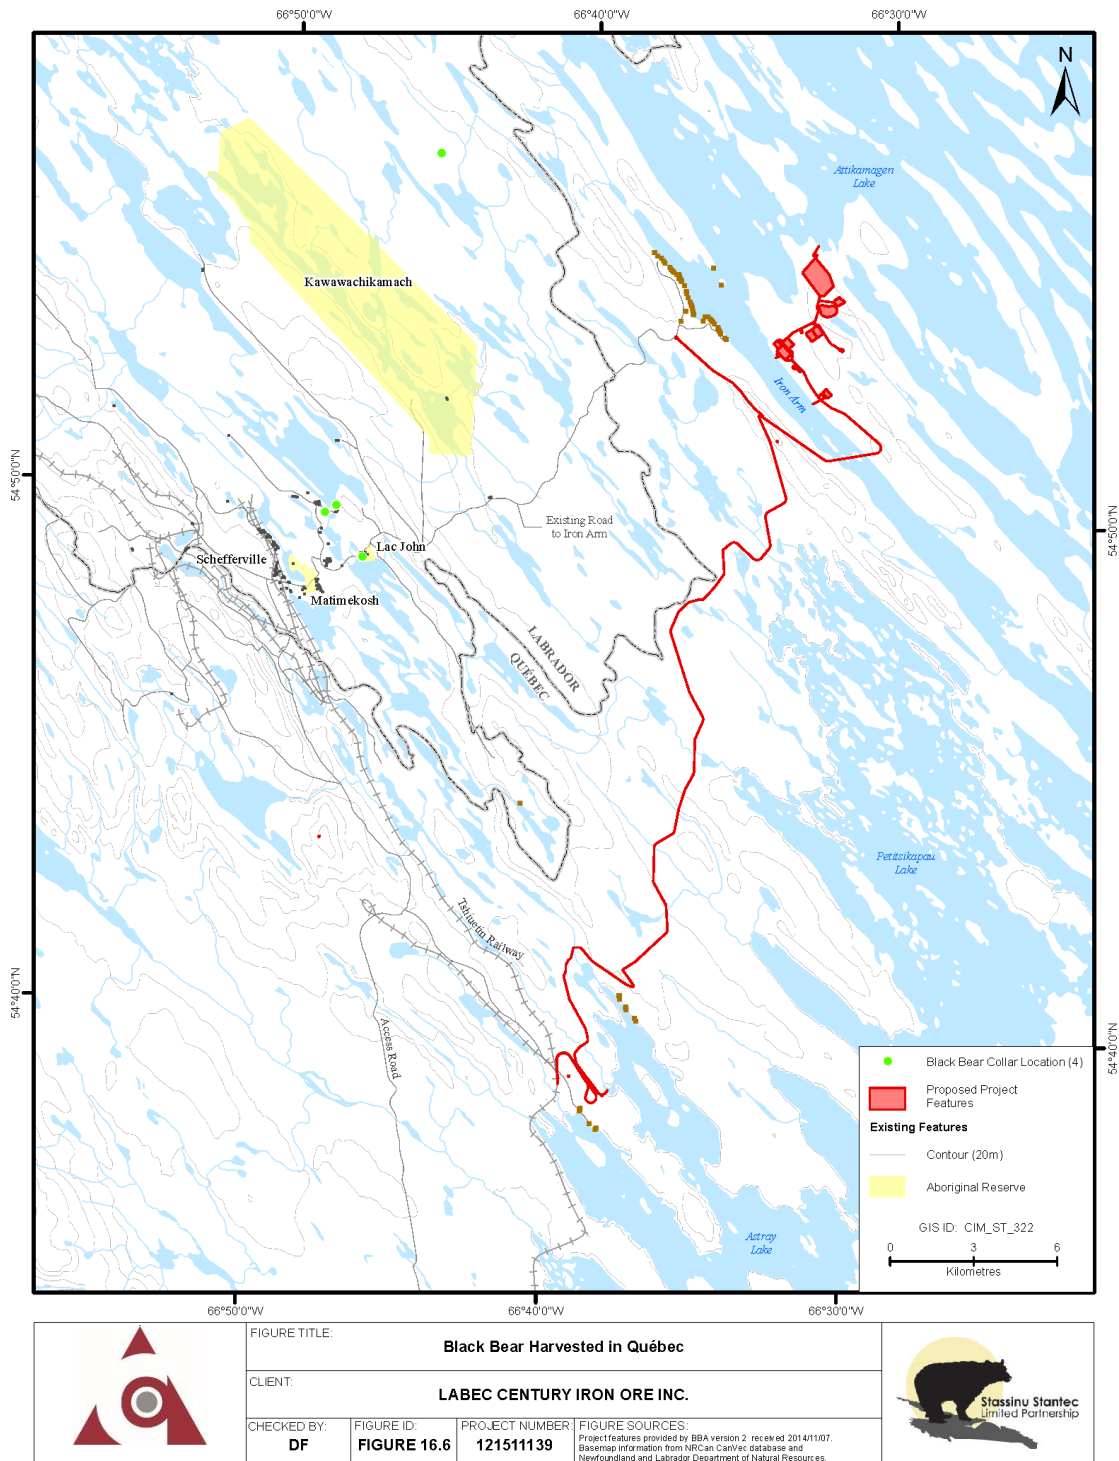 66°50'0"W
66°40'0"W
66°30'0"W
N
Attikamagen
Lake
Kawawachikamach
Iron Arm
54°50'0"N
54°50'0"N
Existing Road
to Iron Arm
Lac John
Schefferville
Matimekosh
LABRADOR
QUÉBEC
Petitsikapau
Lake
Tshiuetin Railway
54°40'0"N
54°40'0"N
Access Road
Astray
Lake
Black Bear Collar Location (4)
Proposed Project
Features
Existing Features
Contour (20m)
Aboriginal Reserve
GIS ID: CIM_ST_322
0 3 6
Kilometres
66°50'0"W
66°40'0"W
66°30'0"W
FIGURE TITLE:
Black Bear Harvested in Québec
CLIENT:
LABEC CENTURY IRON ORE INC.
CHECKED BY:
DF
FIGURE ID:
FIGURE 16.6
PROJECT NUMBER:
121511139
FIGURE SOURCES:
Project features provided by BBA version 2 received 2014/11/07.
Basemap information from NRCan CanVec database and
Newfoundland and Labrador Department of Natural Resources.
Stassinu Stantec
Limited Partnership